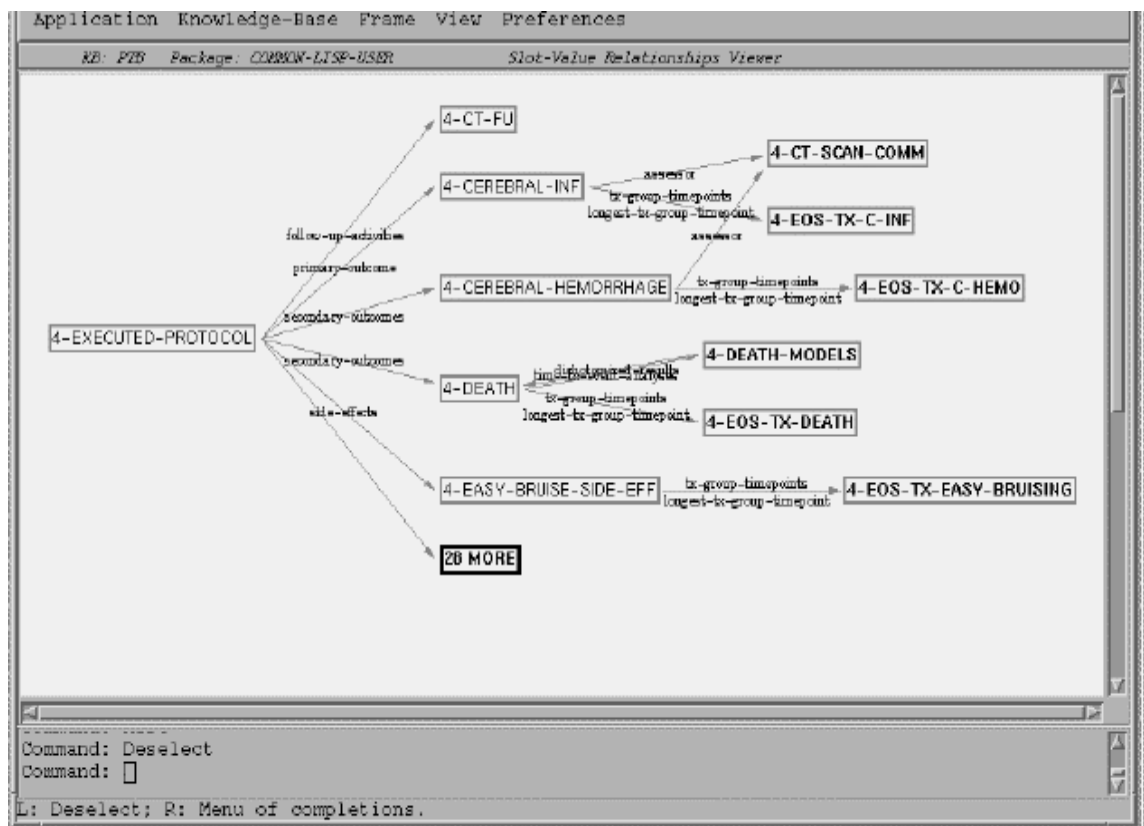 Application Knowledge-Base Frame View Preferences
KB: PTB Package: COMMON-LISP-USER Slot-Value Relationships Viewer
4-CT-FU
4-CT-SCAN-COMM
assessor
4-CEREBRAL-INF
tx-group-timepoints
longest-tx-group-timepoint
4-EOS-TX-C-INF
follow-up-activities
assessor
primary-outcome
4-CEREBRAL-HEMORRHAGE
tx-group-timepoints
longest-tx-group-timepoint
4-EOS-TX-C-HEMO
secondary-outcomes
4-EXECUTED-PROTOCOL
secondary-outcomes
4-DEATH-MODELS
4-DEATH
tx-group-timepoints
longest-tx-group-timepoint
4-EOS-TX-DEATH
side-effects
4-EASY-BRUISE-SIDE-EFF
tx-group-timepoints
longest-tx-group-timepoint
4-EOS-TX-EASY-BRUISING
28 MORE
Command: Deselect
Command:
L: Deselect; R: Menu of completions.